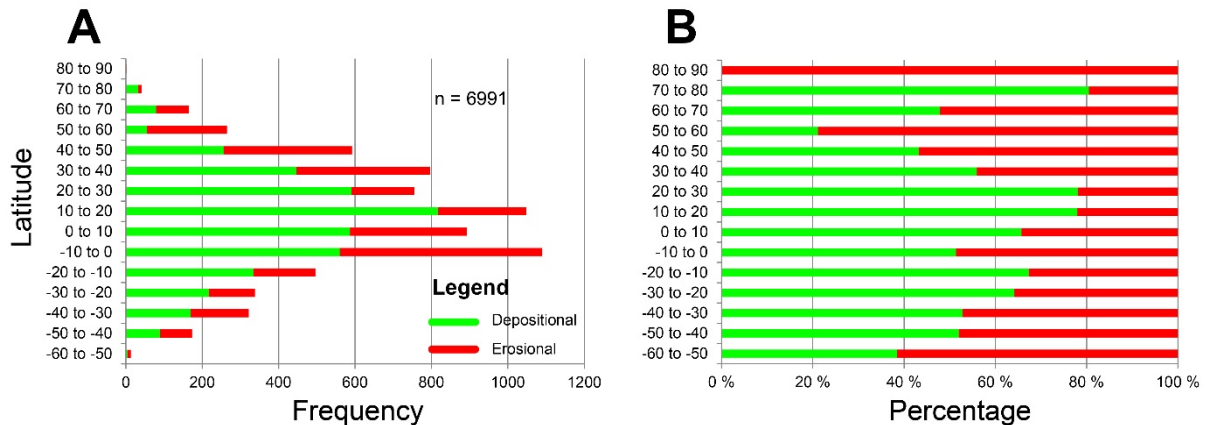 A
80 to 90
70 to 80
60 to 70
50 to 60
40 to 50
30 to 40
20 to 30
10 to 20
0 to 10
-10 to 0
-20 to -10
-30 to -20
-40 to -30
-50 to -40
-60 to -50
Latitude
n = 6991
Legend
Depositional
Erosional
0 200 400 600 800 1000 1200
Frequency
B
80 to 90
70 to 80
60 to 70
50 to 60
40 to 50
30 to 40
20 to 30
10 to 20
0 to 10
-10 to 0
-20 to -10
-30 to -20
-40 to -30
-50 to -40
-60 to -50
0 % 20 % 40 % 60 % 80 % 100 %
Percentage